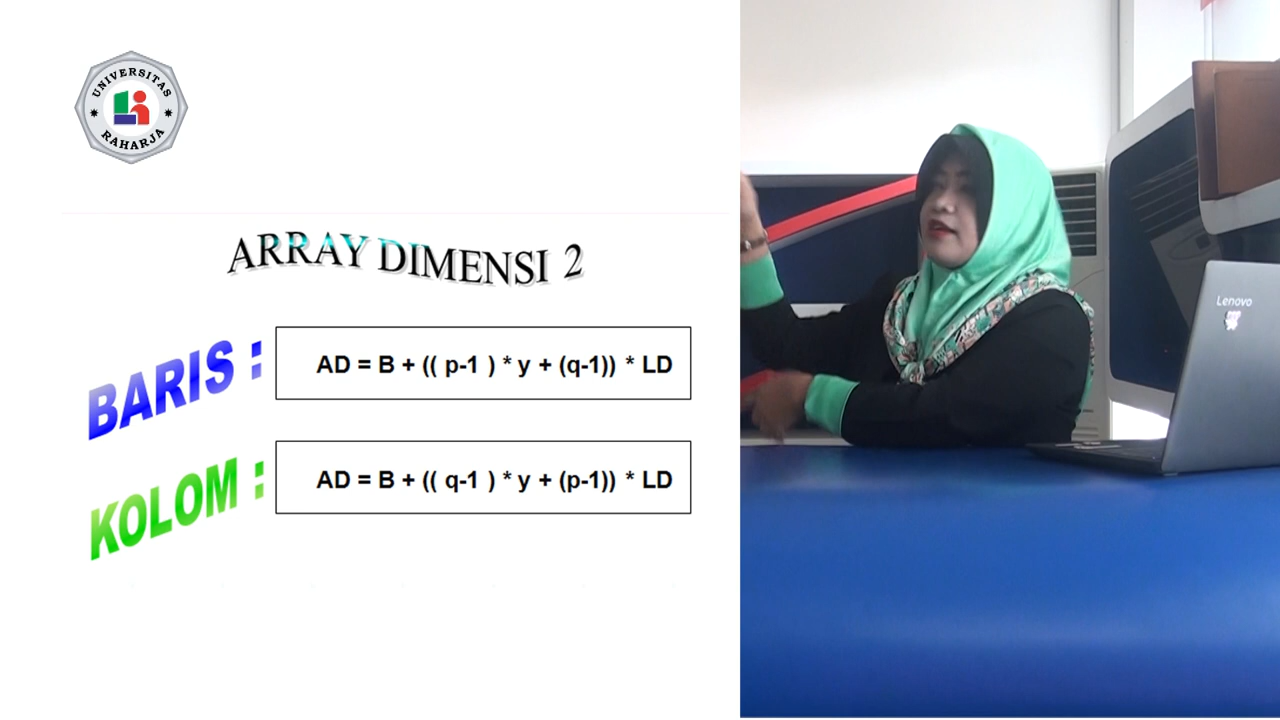 UNIVERSITAS
RAHARJA
ARRAY DIMENSI 2
BARIS :
AD = B + (( p-1 ) * y + (q-1)) * LD
KOLOM :
AD = B + (( q-1 ) * y + (p-1)) * LD
Lenovo